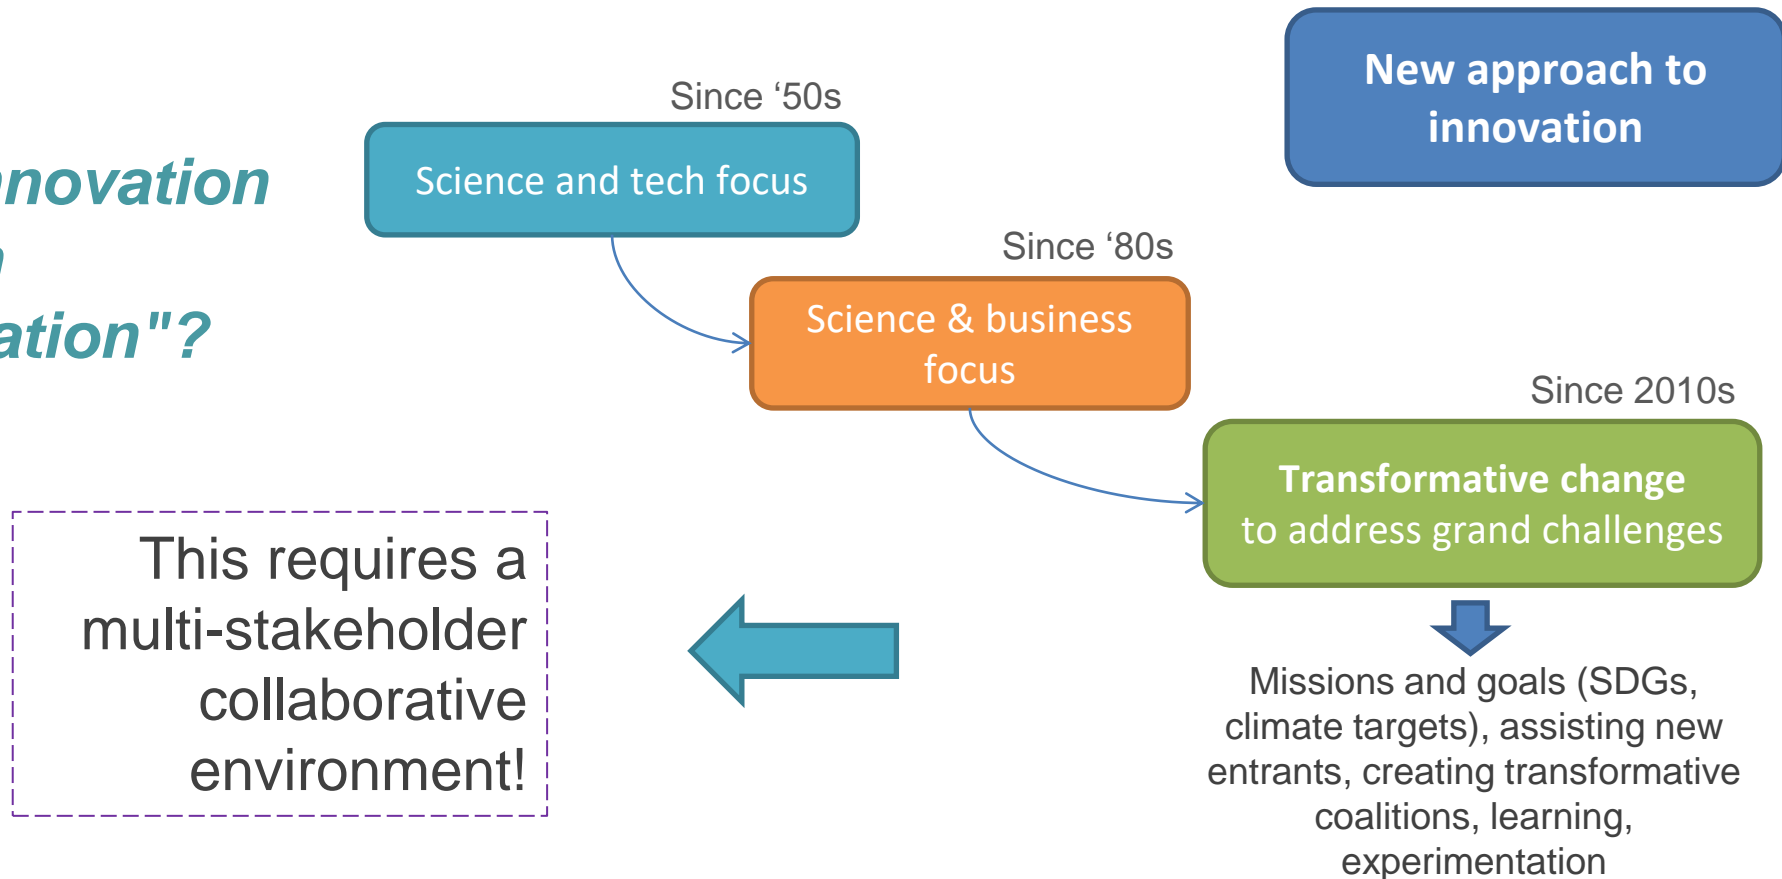 New approach to
innovation
Since ‘50s
Science and tech focus
Since ‘80s
Science & business
focus
Since 2010s
Transformative change
to address grand challenges
Missions and goals (SDGs,
climate targets), assisting new
entrants, creating transformative
coalitions, learning,
experimentation
This requires a
multi-stakeholder
collaborative
environment!